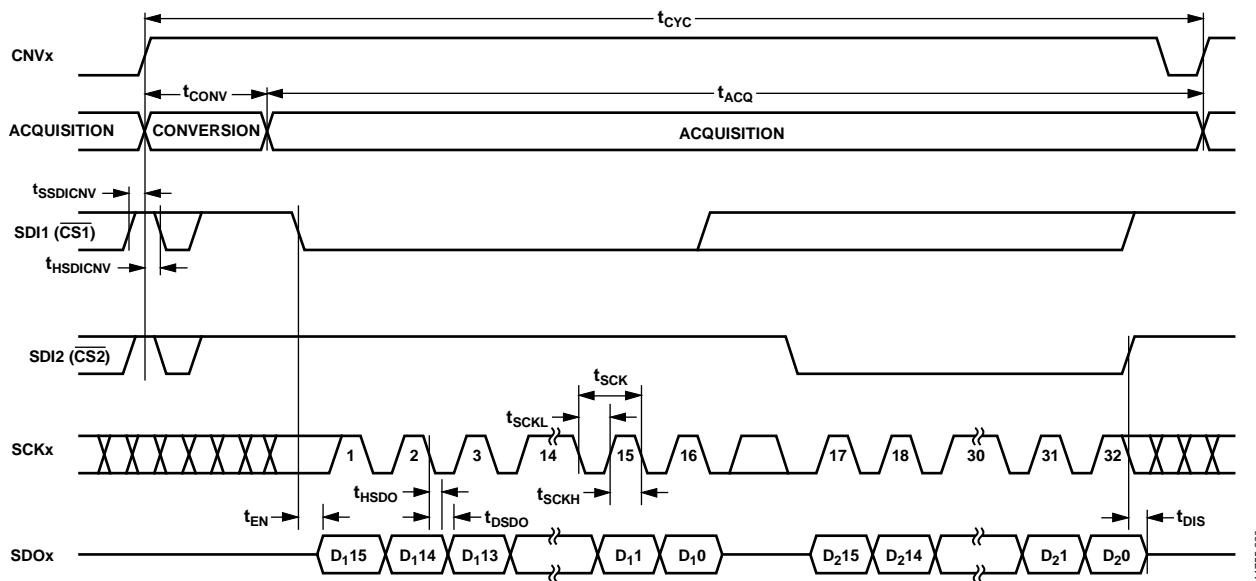 tCYC
CNVx
tCONV
tACQ
ACQUISITION CONVERSION ACQUISITION
tSSDICNV
SDI1 (CS1)
tHSDICNV
SDI2 (CS2)
tSCK
tSCKL
SCKx 1 2 3 14 15 16 17 18 30 31 32
tHSDO
tSCKH
tEN tDSDO tDIS
SDOx D115 D114 D113 D11 D10 D215 D214 D21 D20